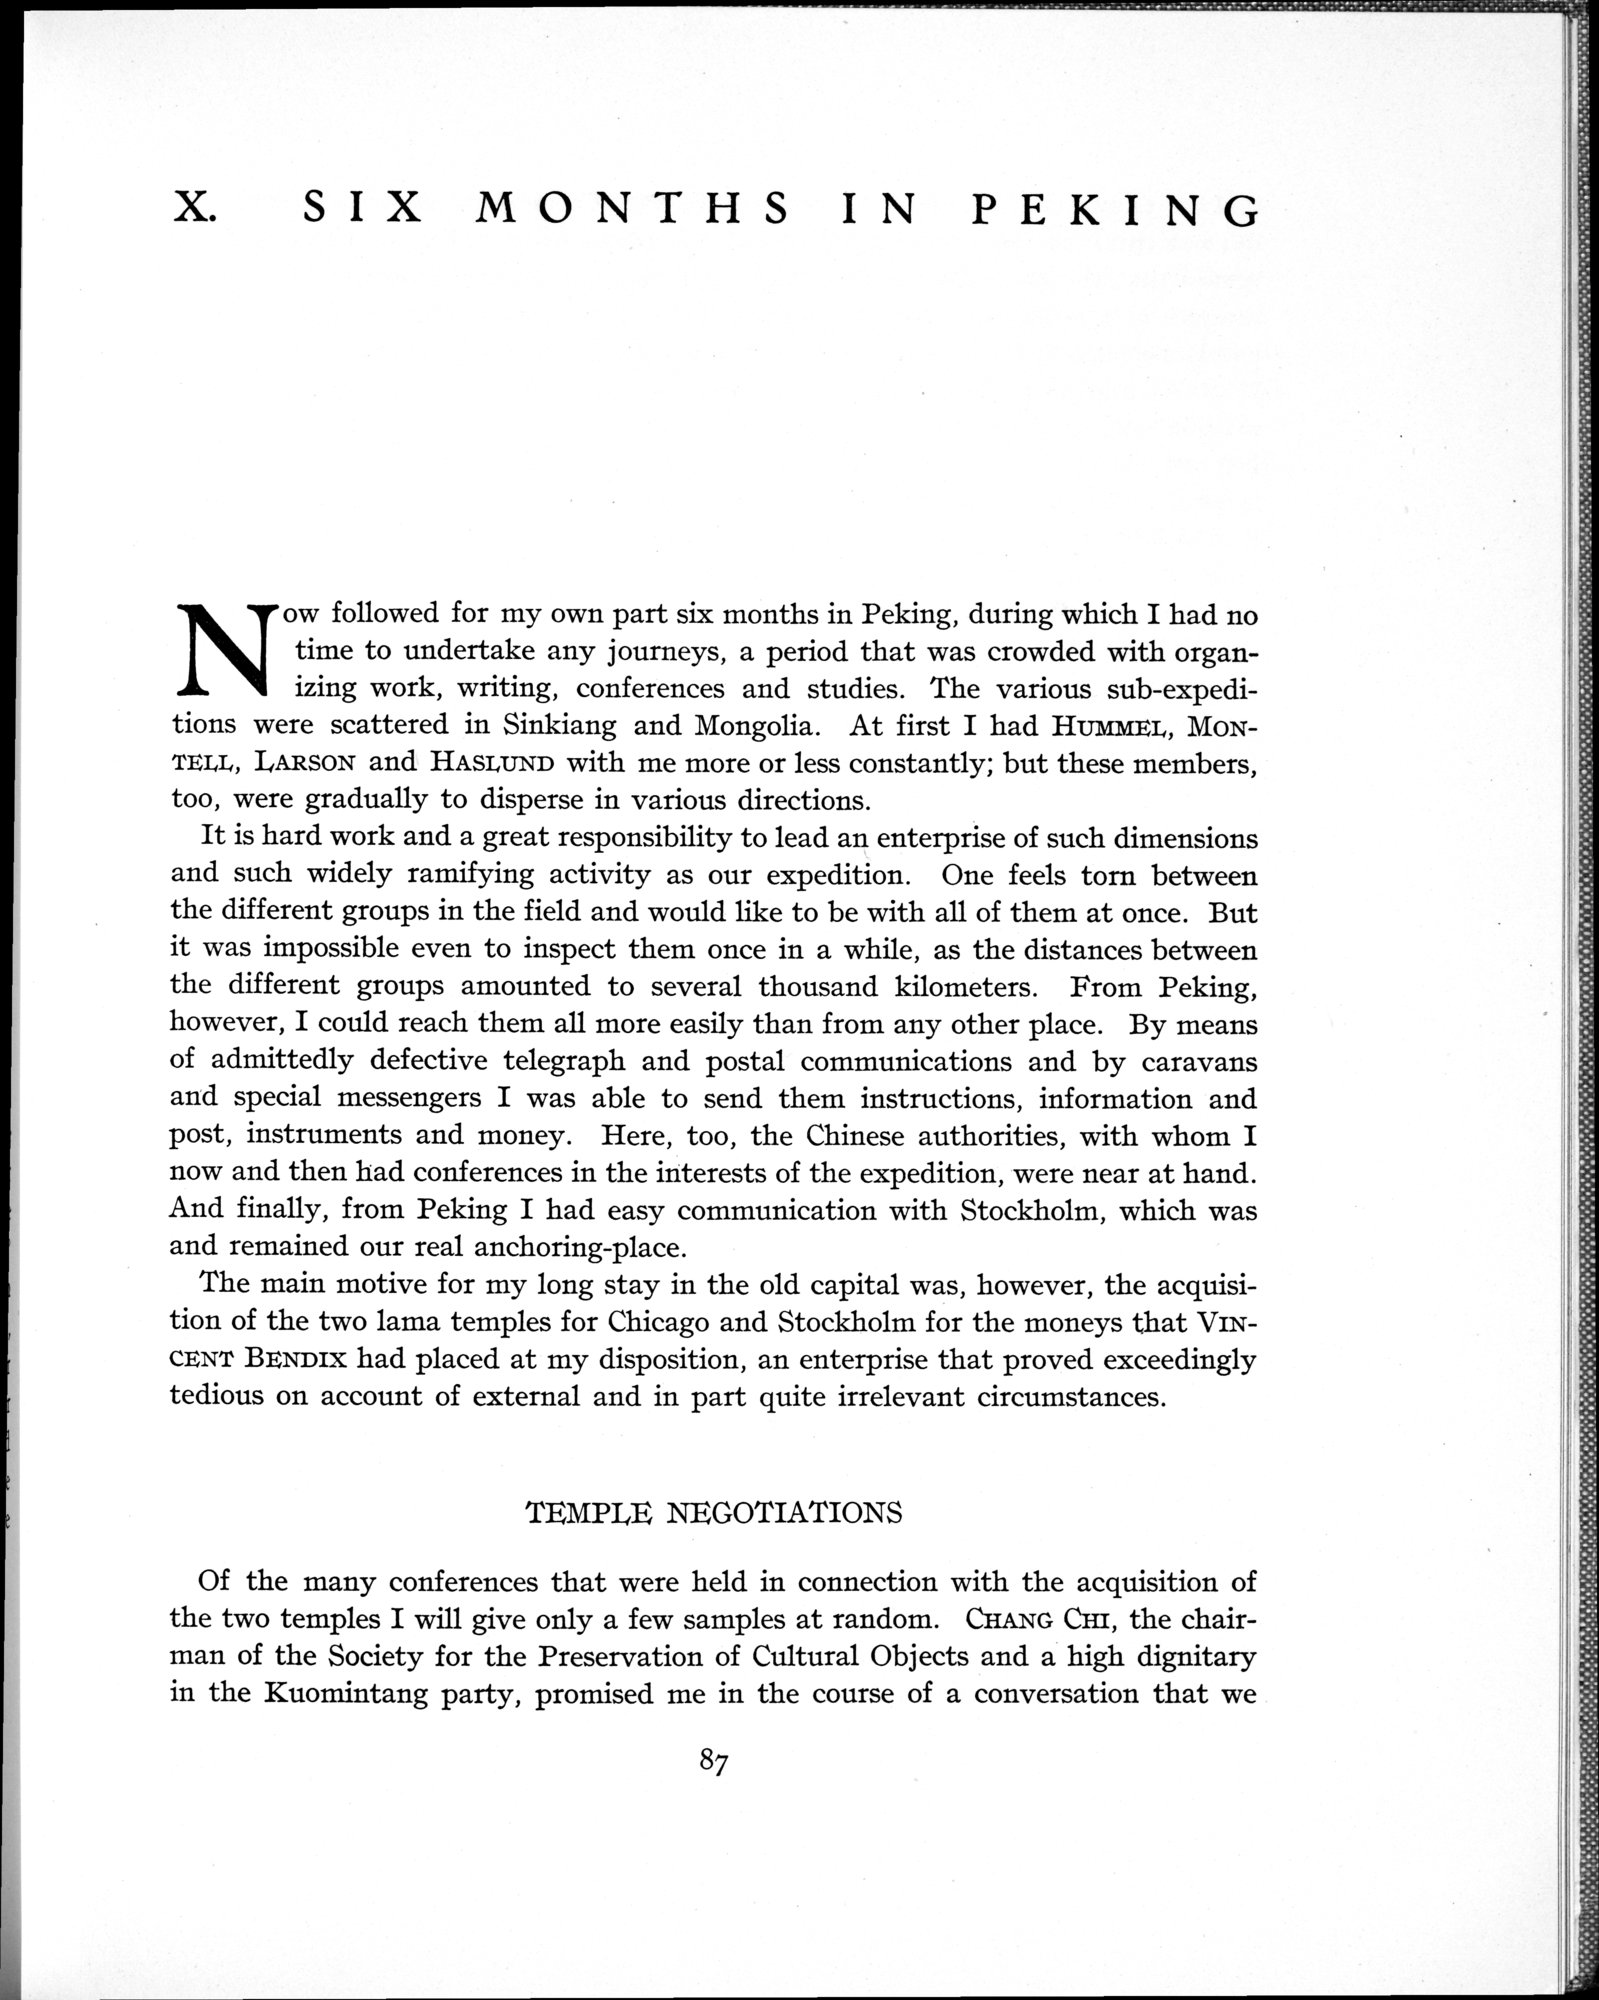 X. SIX MONTHS IN PEKING
Now followed for my own part six months in Peking, during which I had no
time to undertake any journeys, a period that was crowded with organ-
izing work, writing, conferences and studies. The various sub-expedi-
tions were scattered in Sinkiang and Mongolia. At first I had HUMMEL, MON-
TELL, LARSON and HASLUND with me more or less constantly; but these members,
too, were gradually to disperse in various directions.
It is hard work and a great responsibility to lead an enterprise of such dimensions
and such widely ramifying activity as our expedition. One feels torn between
the different groups in the field and would like to be with all of them at once. But
it was impossible even to inspect them once in a while, as the distances between
the different groups amounted to several thousand kilometers. From Peking,
however, I could reach them all more easily than from any other place. By means
of admittedly defective telegraph and postal communications and by caravans
and special messengers I was able to send them instructions, information and
post, instruments and money. Here, too, the Chinese authorities, with whom I
now and then had conferences in the interests of the expedition, were near at hand.
And finally, from Peking I had easy communication with Stockholm, which was
and remained our real anchoring-place.
The main motive for my long stay in the old capital was, however, the acquisi-
tion of the two lama temples for Chicago and Stockholm for the moneys that VIN-
CENT BENDIX had placed at my disposition, an enterprise that proved exceedingly
tedious on account of external and in part quite irrelevant circumstances.
TEMPLE NEGOTIATIONS
Of the many conferences that were held in connection with the acquisition of
the two temples I will give only a few samples at random. CHANG CHI, the chair-
man of the Society for the Preservation of Cultural Objects and a high dignitary
in the Kuomintang party, promised me in the course of a conversation that we
87